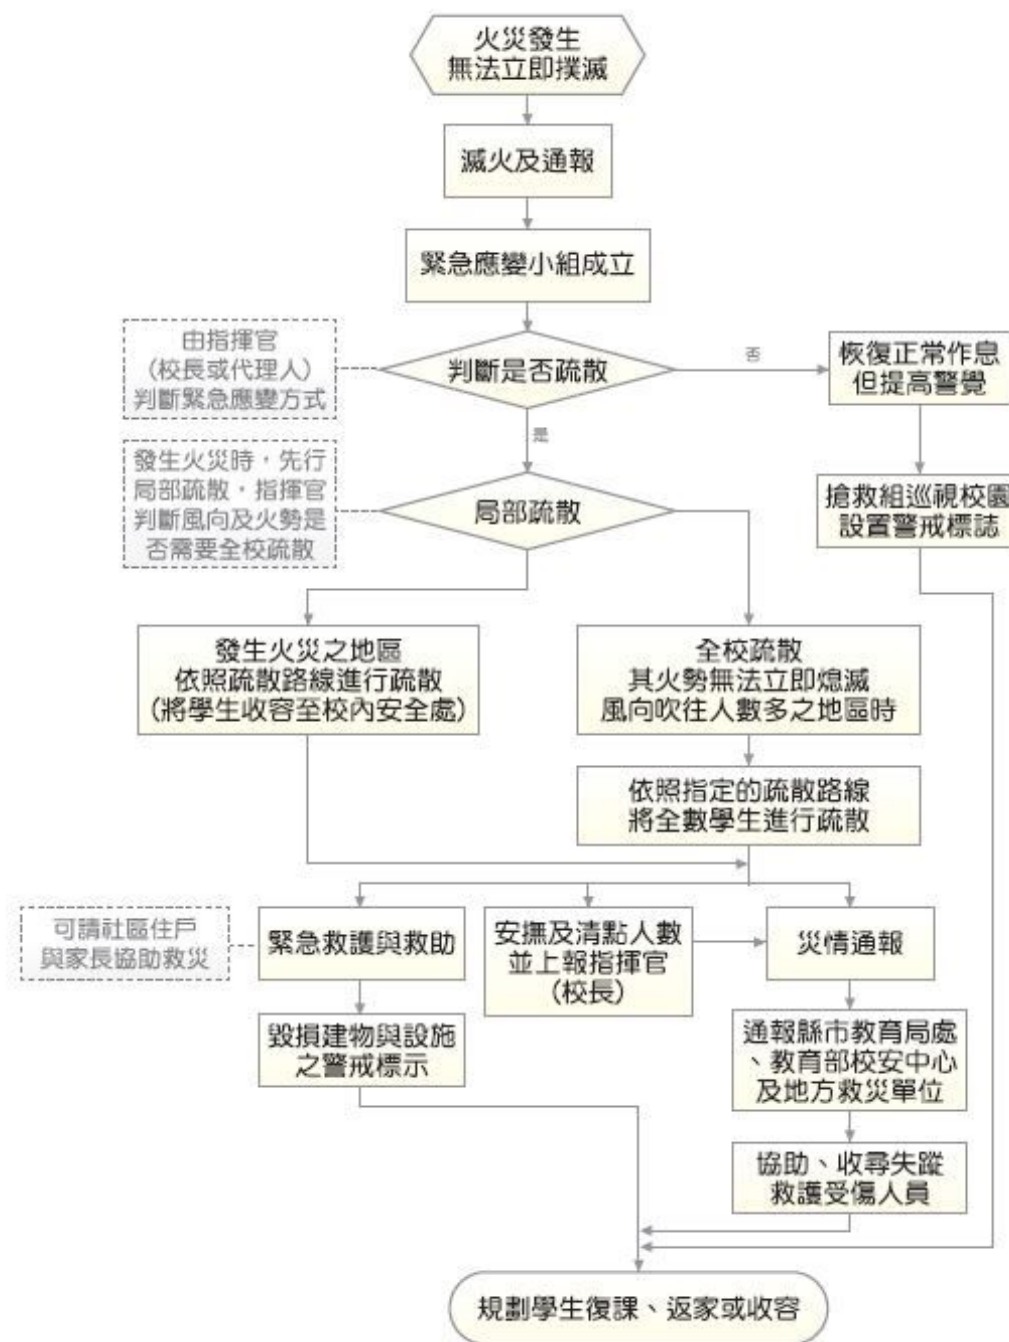 火災發生
無法立即撲滅
滅火及通報
緊急應變小組成立
由指揮官
(校長或代理人)
判斷緊急應變方式
判斷是否疏散
否
恢復正常作息
但提高警覺
是
發生火災時，先行
局部疏散，指揮官
判斷風向及火勢是
否需要全校疏散
局部疏散
搶救組巡視校園
設置警戒標誌
發生火災之地區
依照疏散路線進行疏散
(將學生收容至校內安全處)
全校疏散
其火勢無法立即熄滅
風向吹往人數多之地區時
依照指定的疏散路線
將全數學生進行疏散
可請社區住戶
與家長協助救災
緊急救護與救助
安撫及清點人數
並上報指揮官
(校長)
災情通報
毀損建物與設施
之警戒標示
通報縣市教育局處
、教育部校安中心
及地方救災單位
協助、收尋失蹤
救護受傷人員
規劃學生復課、返家或收容